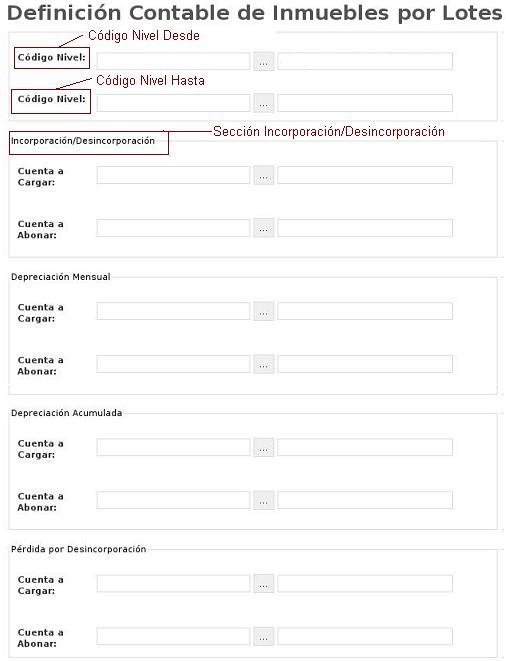 Definición Contable de Inmuebles por Lotes
Código Nivel Desde
Código Nivel:
...
Código Nivel Hasta
Código Nivel:
...
Sección Incorporación/Desincorporación
Incorporación/Desincorporación
Cuenta a
Cargar:
...
Cuenta a
Abonar:
...
Depreciación Mensual
Cuenta a
Cargar:
...
Cuenta a
Abonar:
...
Depreciación Acumulada
Cuenta a
Cargar:
...
Cuenta a
Abonar:
...
Pérdida por Desincorporación
Cuenta a
Cargar:
...
Cuenta a
Abonar:
...